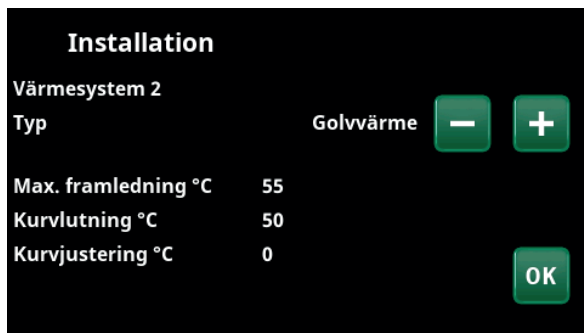 Installation
Värmesystem 2
Typ Golvvärme − +
Max. framledning °C 55
Kurvlutning °C 50
Kurvjustering °C 0
OK